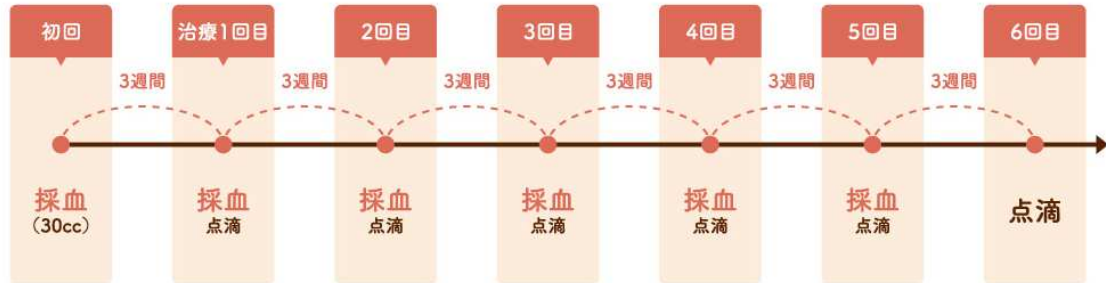 初回
治療1回目
2回目
3回目
4回目
5回目
6回目
3週間
3週間
3週間
3週間
3週間
3週間
採血
(30cc)
採血
点滴
採血
点滴
採血
点滴
採血
点滴
採血
点滴
点滴